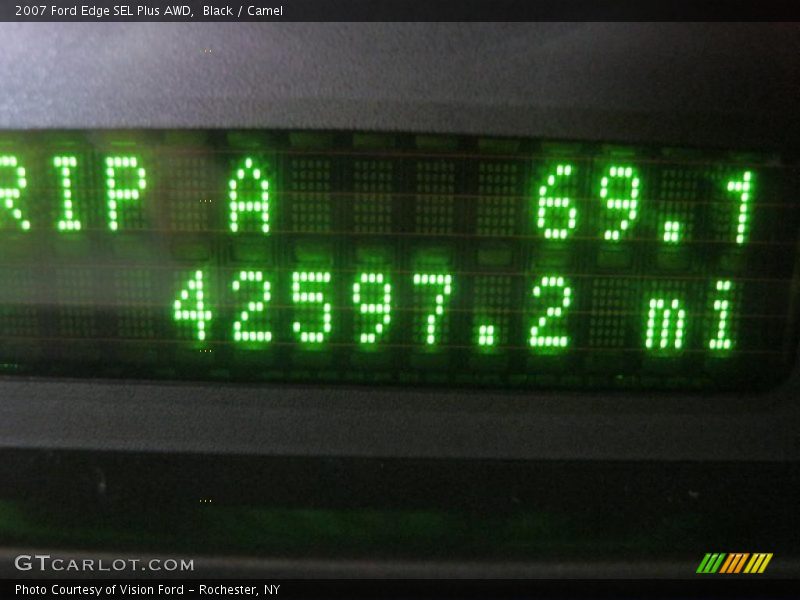 2007 Ford Edge SEL Plus AWD,  Black / Camel
RIP A 69.1
42597.2 mi
GTCARLOT.COM
Photo Courtesy of Vision Ford - Rochester, NY